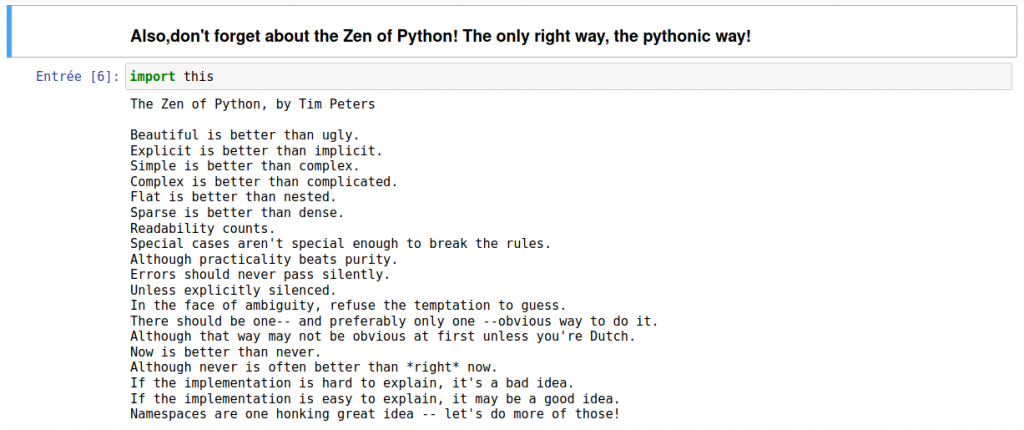 Also,don't forget about the Zen of Python! The only right way, the pythonic way!
Entrée [6]: import this
The Zen of Python, by Tim Peters
Beautiful is better than ugly.
Explicit is better than implicit.
Simple is better than complex.
Complex is better than complicated.
Flat is better than nested.
Sparse is better than dense.
Readability counts.
Special cases aren't special enough to break the rules.
Although practicality beats purity.
Errors should never pass silently.
Unless explicitly silenced.
In the face of ambiguity, refuse the temptation to guess.
There should be one-- and preferably only one --obvious way to do it.
Although that way may not be obvious at first unless you're Dutch.
Now is better than never.
Although never is often better than *right* now.
If the implementation is hard to explain, it's a bad idea.
If the implementation is easy to explain, it may be a good idea.
Namespaces are one honking great idea -- let's do more of those!